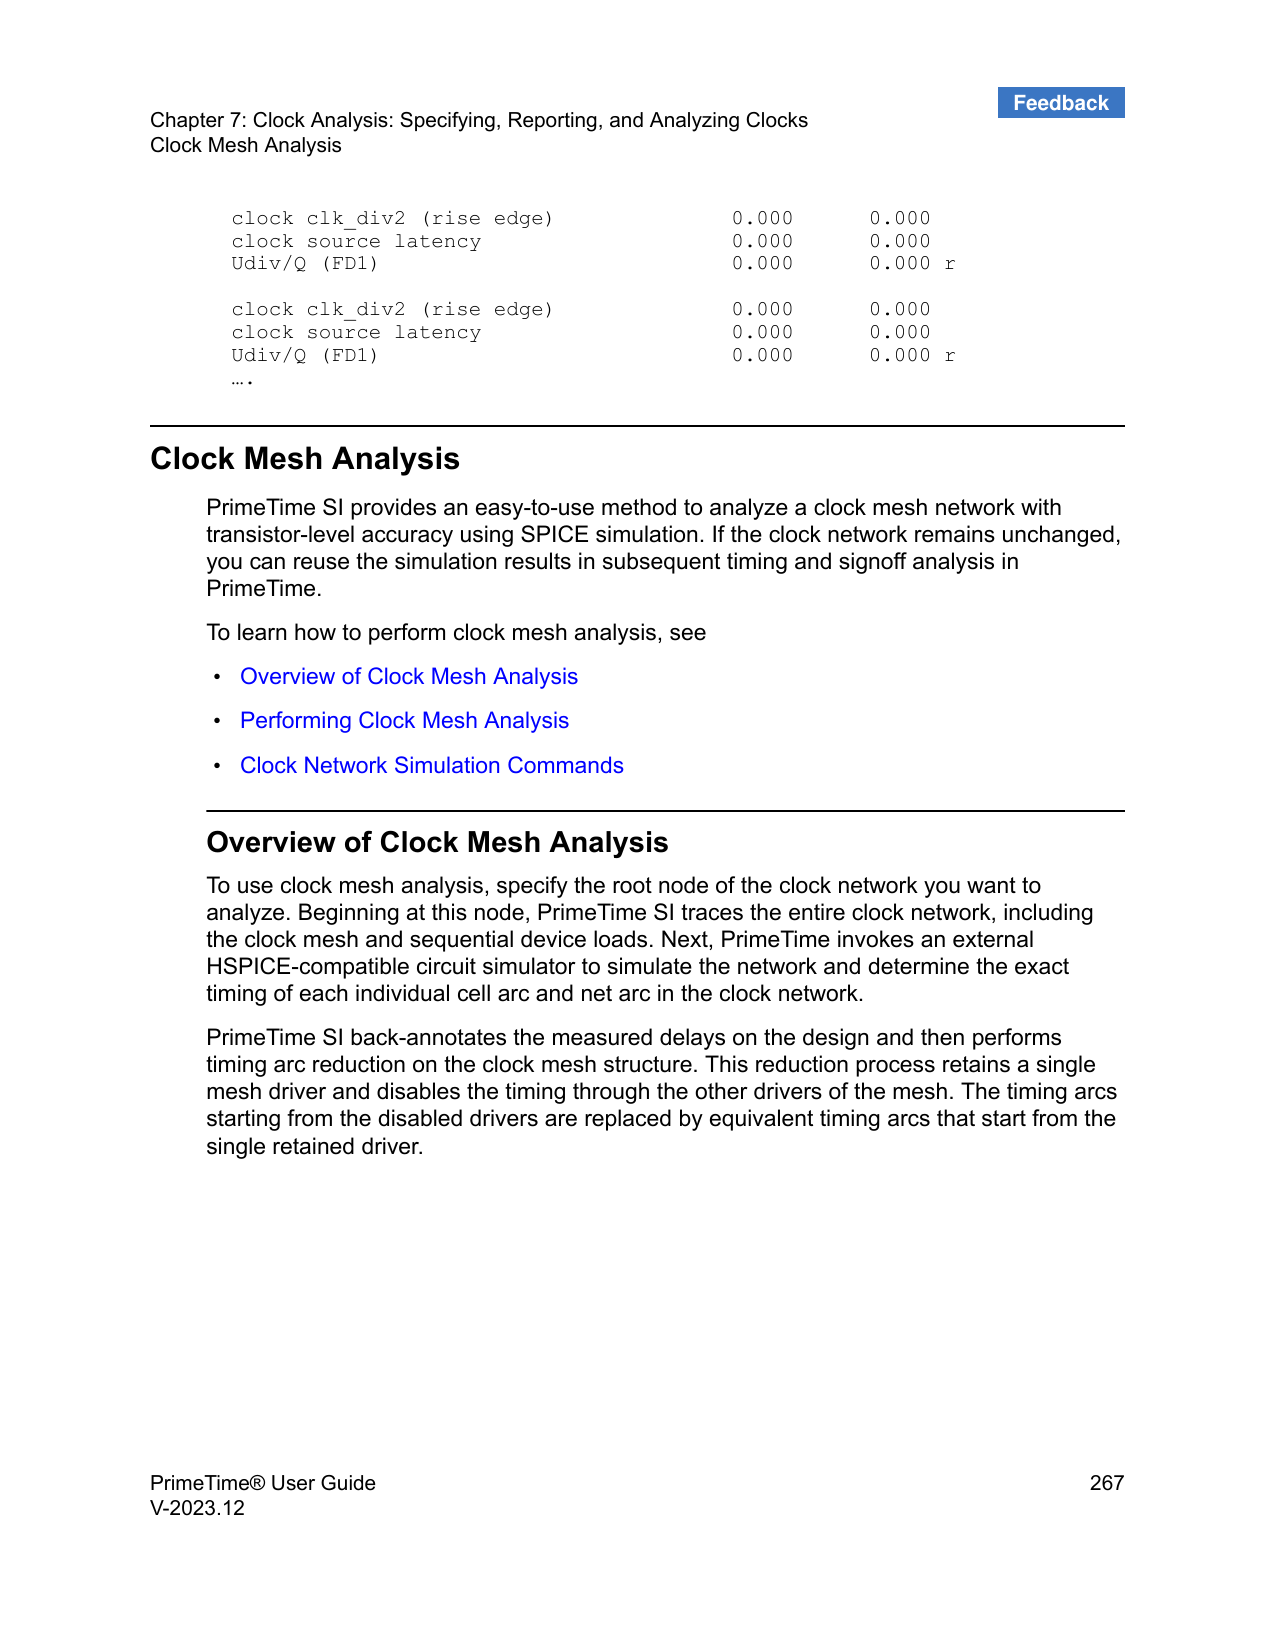 Feedback
Chapter 7: Clock Analysis: Specifying, Reporting, and Analyzing Clocks
Clock Mesh Analysis
clock clk_div2 (rise edge) 0.000 0.000
clock source latency 0.000 0.000
Udiv/Q (FD1) 0.000 0.000 r
clock clk_div2 (rise edge) 0.000 0.000
clock source latency 0.000 0.000
Udiv/Q (FD1) 0.000 0.000 r
….
Clock Mesh Analysis
PrimeTime SI provides an easy-to-use method to analyze a clock mesh network with
transistor-level accuracy using SPICE simulation. If the clock network remains unchanged,
you can reuse the simulation results in subsequent timing and signoff analysis in
PrimeTime.
To learn how to perform clock mesh analysis, see
• Overview of Clock Mesh Analysis
• Performing Clock Mesh Analysis
• Clock Network Simulation Commands
Overview of Clock Mesh Analysis
To use clock mesh analysis, specify the root node of the clock network you want to
analyze. Beginning at this node, PrimeTime SI traces the entire clock network, including
the clock mesh and sequential device loads. Next, PrimeTime invokes an external
HSPICE-compatible circuit simulator to simulate the network and determine the exact
timing of each individual cell arc and net arc in the clock network.
PrimeTime SI back-annotates the measured delays on the design and then performs
timing arc reduction on the clock mesh structure. This reduction process retains a single
mesh driver and disables the timing through the other drivers of the mesh. The timing arcs
starting from the disabled drivers are replaced by equivalent timing arcs that start from the
single retained driver.
PrimeTime® User Guide 267
V-2023.12